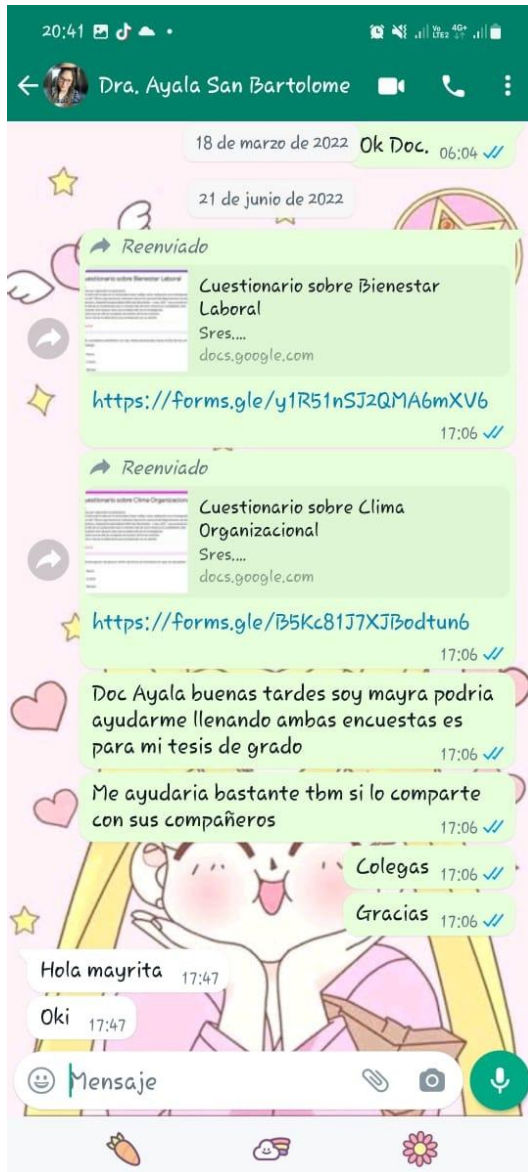 20:41
4G+
Dra. Ayala San Bartolome
18 de marzo de 2022
Ok Doc. 06:04
21 de junio de 2022
Reenviado
Cuestionario sobre Bienestar
Laboral
Sres....
docs.google.com
https://forms.gle/y1R51nSJ2QMA6mXV6
17:06
Reenviado
Cuestionario sobre Clima
Organizacional
Sres....
docs.google.com
https://forms.gle/B5Kc81J7XJBodtun6
17:06
Doc Ayala buenas tardes soy mayra podria
ayudarme llenando ambas encuestas es
para mi tesis de grado
17:06
Me ayudaria bastante tbm si lo comparte
con sus compañeros
17:06
Colegas 17:06
Gracias 17:06
Hola mayrita 17:47
Oki 17:47
Mensaje